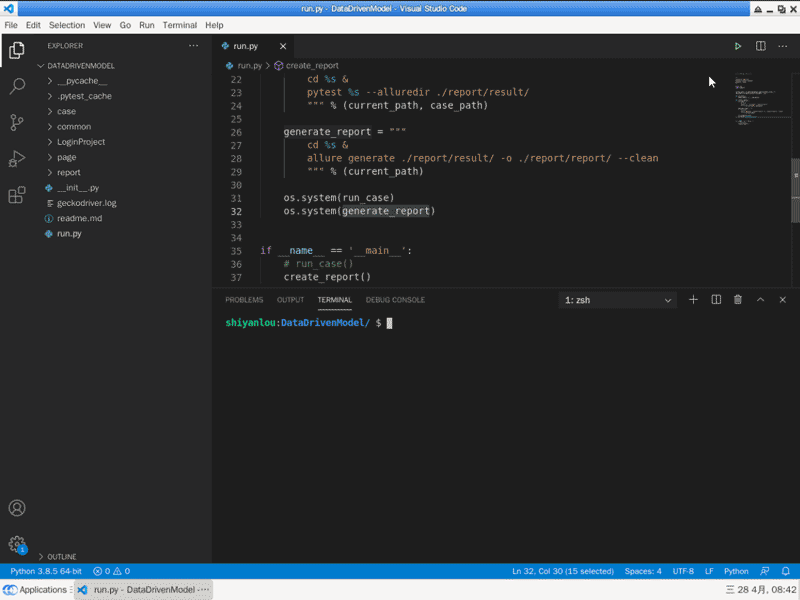 run.py - DataDrivenModel - Visual Studio Code
File Edit Selection View Go Run Terminal Help
EXPLORER
run.py
DATADRIVENMODEL
__pycache__
.pytest_cache
case
common
LoginProject
page
report
__init__.py
geckodriver.log
readme.md
run.py
OUTLINE
run.py > create_report
22 cd %s &
23 pytest %s --alluredir ./report/result/
24 """ % (current_path, case_path)
25
26 generate_report = """
27 cd %s &
28 allure generate ./report/result/ -o ./report/report/ --clean
29 """ % (current_path)
30
31 os.system(run_case)
32 os.system(generate_report)
33
34
35 if __name__ == '__main__':
36 # run_case()
37 create_report()
PROBLEMS OUTPUT TERMINAL DEBUG CONSOLE 1: zsh
shiyanlou:DataDrivenModel/ $
1
Python 3.8.5 64-bit 0 0 Ln 32, Col 30 (15 selected) Spaces: 4 UTF-8 LF Python
Applications run.py - DataDrivenModel - ··· 三 28 4月, 08:42